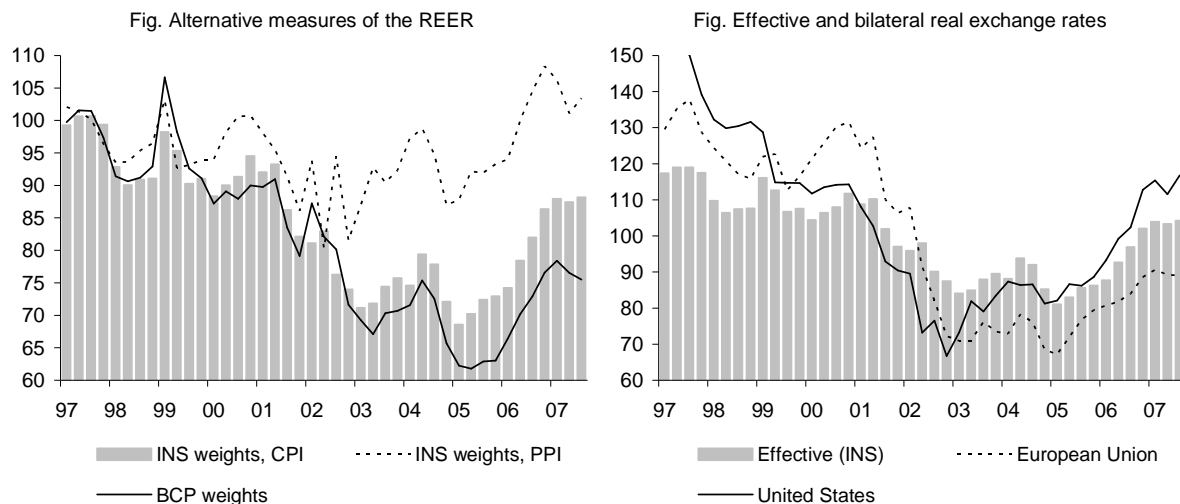 Fig. Alternative measures of the REER
110
100
95
90
85
80
75
70
65
60
105
97 98 99 00 01 02 03 04 05 06 07
INS weights, CPI INS weights, PPI
BCP weights
Fig. Effective and bilateral real exchange rates
150
140
130
120
110
100
90
80
70
60
97 98 99 00 01 02 03 04 05 06 07
Effective (INS) European Union
United States